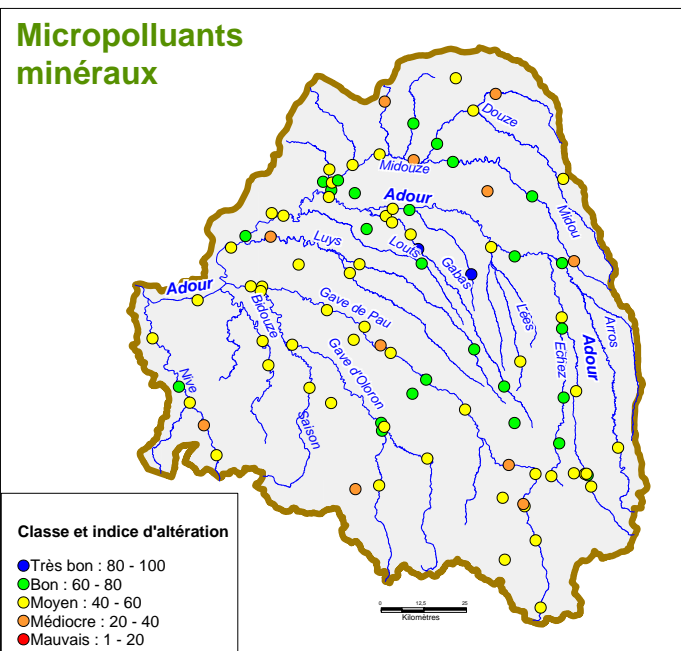 Micropolluants
minéraux
Douze
Midouze
Adour
Midou
Luys
Louts
Gabas
Adour
Bidouze
Gave de Pau
Lées
Echez
Adour
Arros
Gave d'Oloron
Nive
Saison
Classe et indice d'altération
Très bon : 80 - 100
Bon : 60 - 80
Moyen : 40 - 60
Médiocre : 20 - 40
Mauvais : 1 - 20
0 12,5 25
Kilomètres